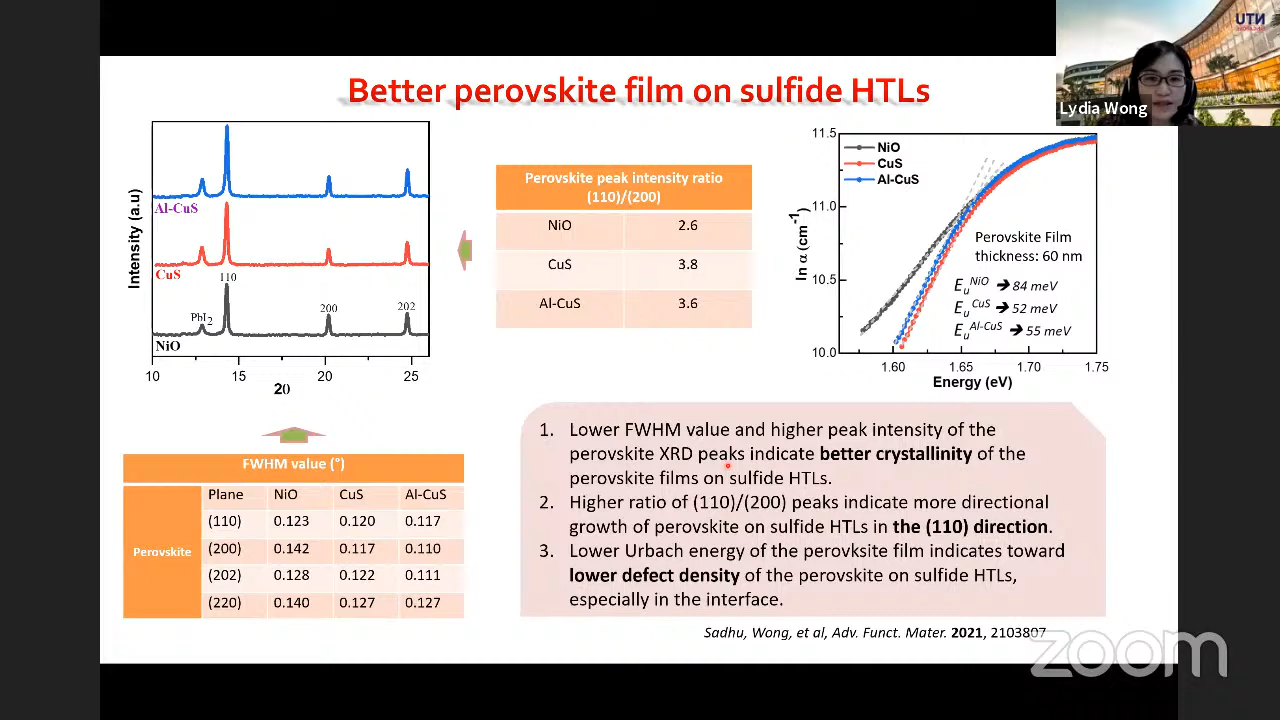 UTN
Lydia Wong
Better perovskite film on sulfide HTLs
Intensity (a.u)
Al-CuS
CuS
110
PbI2
200
202
NiO
10 15 20 25
2θ
Perovskite peak intensity ratio
(110)/(200)
NiO 2.6
CuS 3.8
Al-CuS 3.6
11.5
11.0
10.5
10.0
ln α (cm-1)
NiO
CuS
Al-CuS
Perovskite Film
thickness: 60 nm
EuNiO → 84 meV
EuCuS → 52 meV
EuAl-CuS → 55 meV
1.60 1.65 1.70 1.75
Energy (eV)
FWHM value (°)
Perovskite
Plane NiO CuS Al-CuS
(110) 0.123 0.120 0.117
(200) 0.142 0.117 0.110
(202) 0.128 0.122 0.111
(220) 0.140 0.127 0.127
1. Lower FWHM value and higher peak intensity of the
perovskite XRD peaks indicate better crystallinity of the
perovskite films on sulfide HTLs.
2. Higher ratio of (110)/(200) peaks indicate more directional
growth of perovskite on sulfide HTLs in the (110) direction.
3. Lower Urbach energy of the perovksite film indicates toward
lower defect density of the perovskite on sulfide HTLs,
especially in the interface.
Sadhu, Wong, et al, Adv. Funct. Mater. 2021, 2103807
zoom